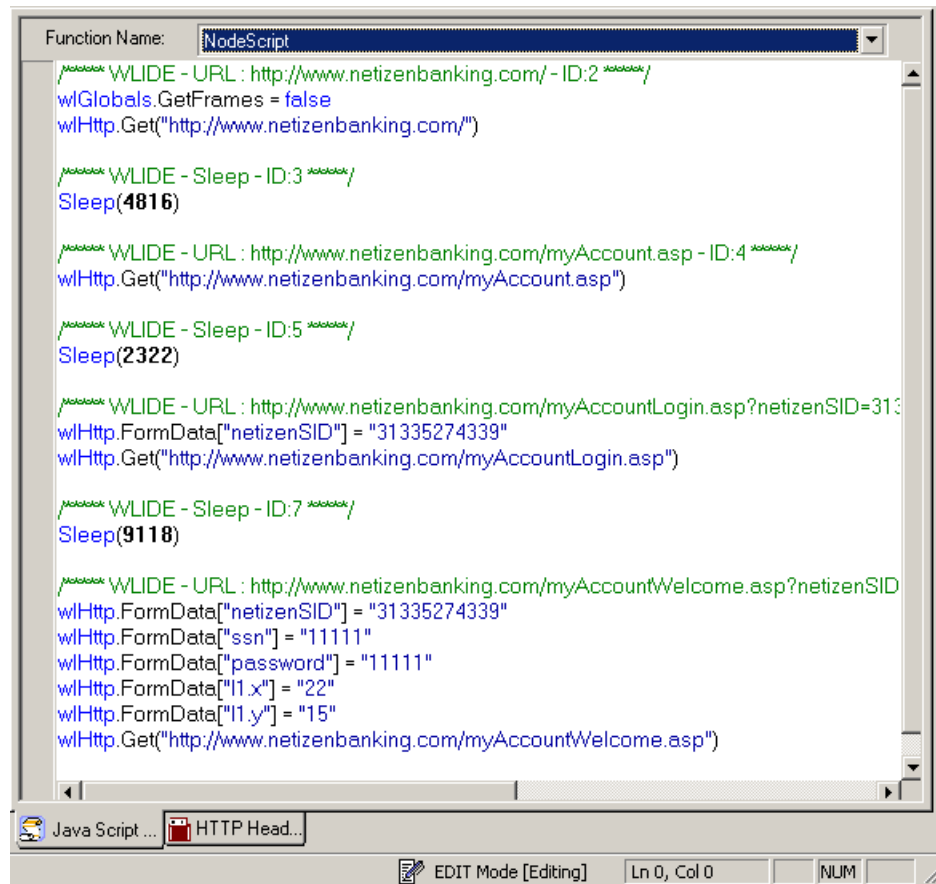 Function Name: NodeScript
/***** WLIDE - URL : http://www.netizenbanking.com/ - ID:2 *****/
wlGlobals.GetFrames = false
wlHttp.Get("http://www.netizenbanking.com/")
/***** WLIDE - Sleep - ID:3 *****/
Sleep(4816)
/***** WLIDE - URL : http://www.netizenbanking.com/myAccount.asp - ID:4 *****/
wlHttp.Get("http://www.netizenbanking.com/myAccount.asp")
/***** WLIDE - Sleep - ID:5 *****/
Sleep(2322)
/***** WLIDE - URL : http://www.netizenbanking.com/myAccountLogin.asp?netizenSID=313
wlHttp.FormData["netizenSID"] = "31335274339"
wlHttp.Get("http://www.netizenbanking.com/myAccountLogin.asp")
/***** WLIDE - Sleep - ID:7 *****/
Sleep(9118)
/***** WLIDE - URL : http://www.netizenbanking.com/myAccountWelcome.asp?netizenSID
wlHttp.FormData["netizenSID"] = "31335274339"
wlHttp.FormData["ssn"] = "11111"
wlHttp.FormData["password"] = "11111"
wlHttp.FormData["l1.x"] = "22"
wlHttp.FormData["l1.y"] = "15"
wlHttp.Get("http://www.netizenbanking.com/myAccountWelcome.asp")
Java Script ... HTTP Head...
EDIT Mode [Editing] Ln 0, Col 0 NUM